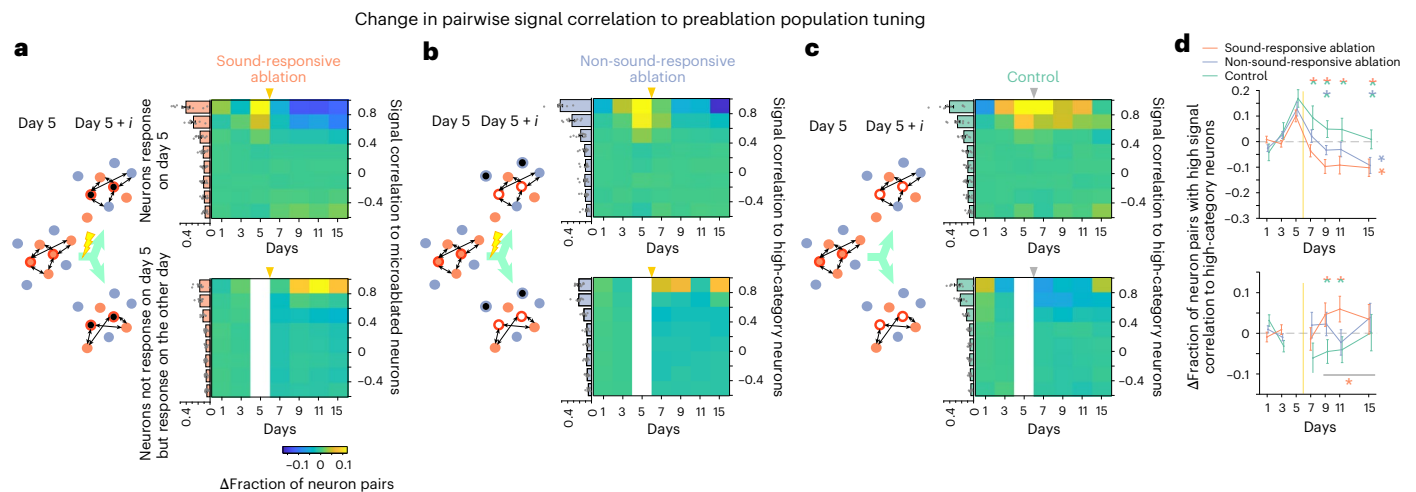 Change in pairwise signal correlation to preablation population tuning
a
Sound-responsive
ablation
Day 5
Day 5 + i
Neurons response
on day 5
0.8
0.4
0
−0.4
Signal correlation to microablated neurons
0.4
0
1 3 5 7 9 11 15
Days
Neurons not response on day 5
but response on the other day
0.8
0.4
0
−0.4
0.4
0
1 3 5 7 9 11 15
Days
−0.1 0 0.1
ΔFraction of neuron pairs
b
Non-sound-responsive
ablation
Day 5
Day 5 + i
0.8
0.4
0
−0.4
Signal correlation to high-category neurons
0.4
0
1 3 5 7 9 11 15
Days
0.8
0.4
0
−0.4
0.4
0
1 3 5 7 9 11 15
Days
c
Control
Day 5
Day 5 + i
0.8
0.4
0
−0.4
Signal correlation to high-category neurons
0.4
0
1 3 5 7 9 11 15
Days
0.8
0.4
0
−0.4
0.4
0
1 3 5 7 9 11 15
Days
d
Sound-responsive ablation
Non-sound-responsive ablation
Control
ΔFraction of neuron pairs with high signal
correlation to high-category neurons
* * * *
* *
0.2
0.1
0
−0.1
−0.2
−0.3
*
*
1 3 5 7 9 11 15
Days
* *
0.1
0
−0.1
*
1 3 5 7 9 11 15
Days